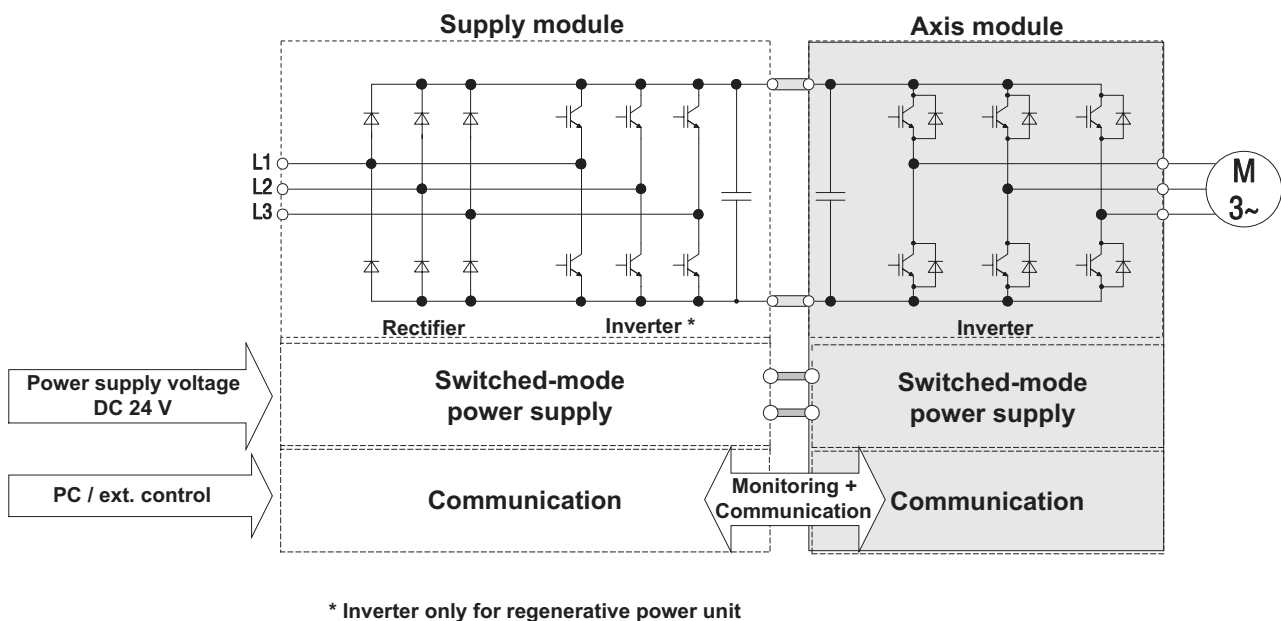 Supply module
Axis module
L1
L2
L3
M
3~
Rectifier
Inverter *
Inverter
Power supply voltage
DC 24 V
Switched-mode
power supply
Switched-mode
power supply
PC / ext. control
Communication
Monitoring +
Communication
Communication
* Inverter only for regenerative power unit